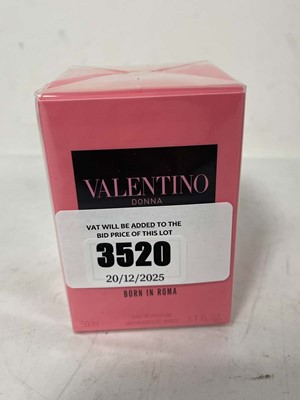 VALENTINO
DONNA
VAT WILL BE ADDED TO THE
BID PRICE OF THIS LOT
3520
20/12/2025
BORN IN ROMA